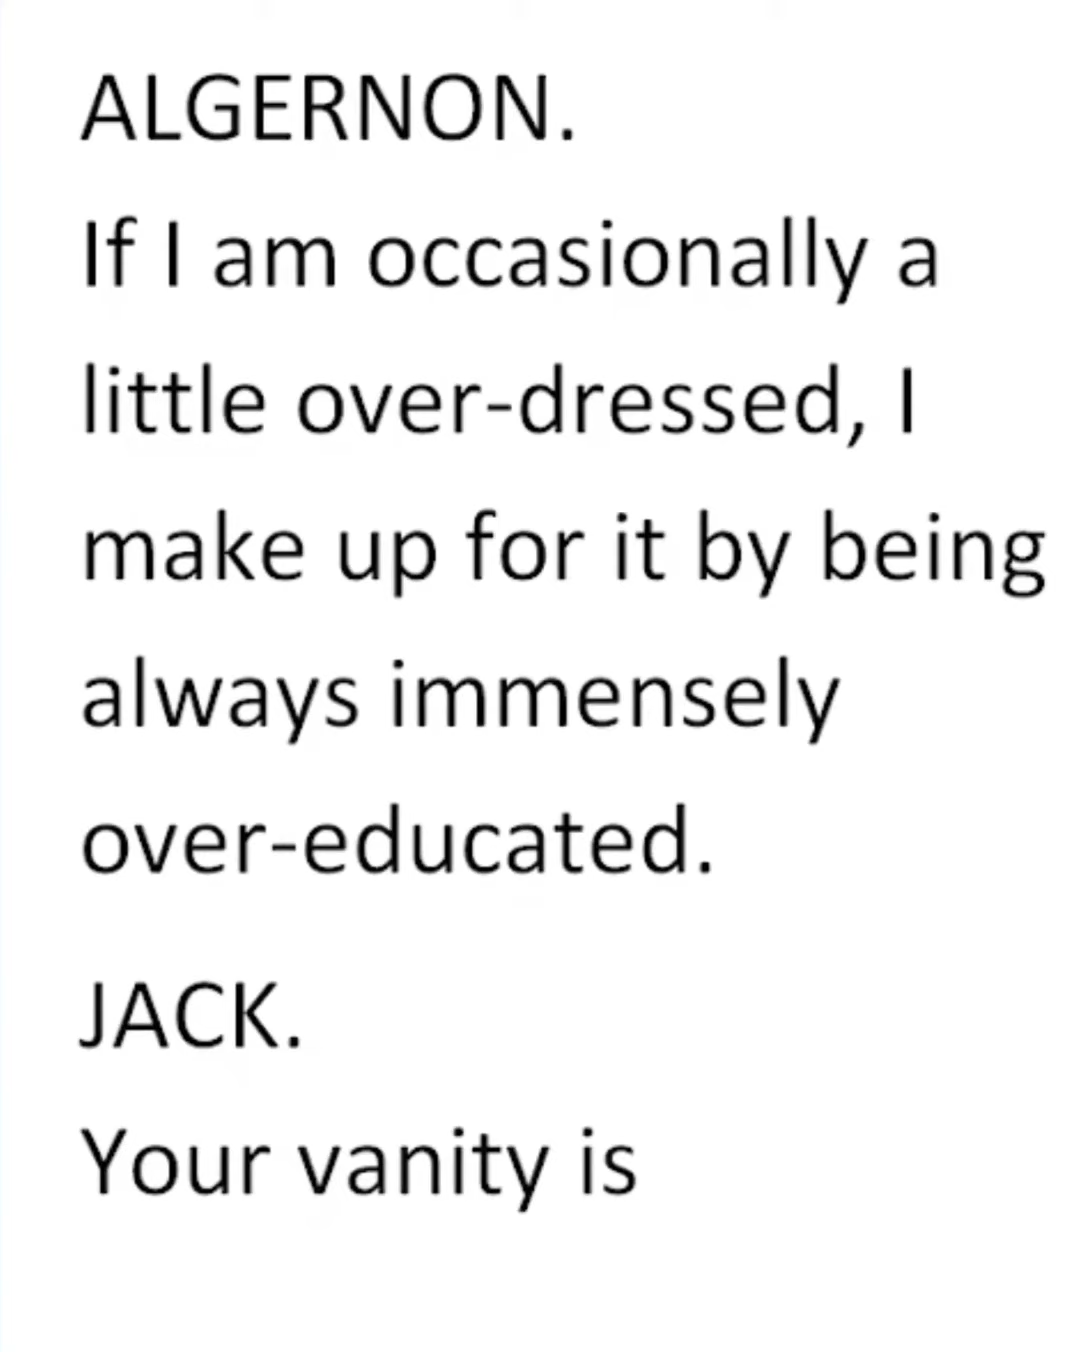 ALGERNON.
If I am occasionally a
little over-dressed, I
make up for it by being
always immensely
over-educated.
JACK.
Your vanity is